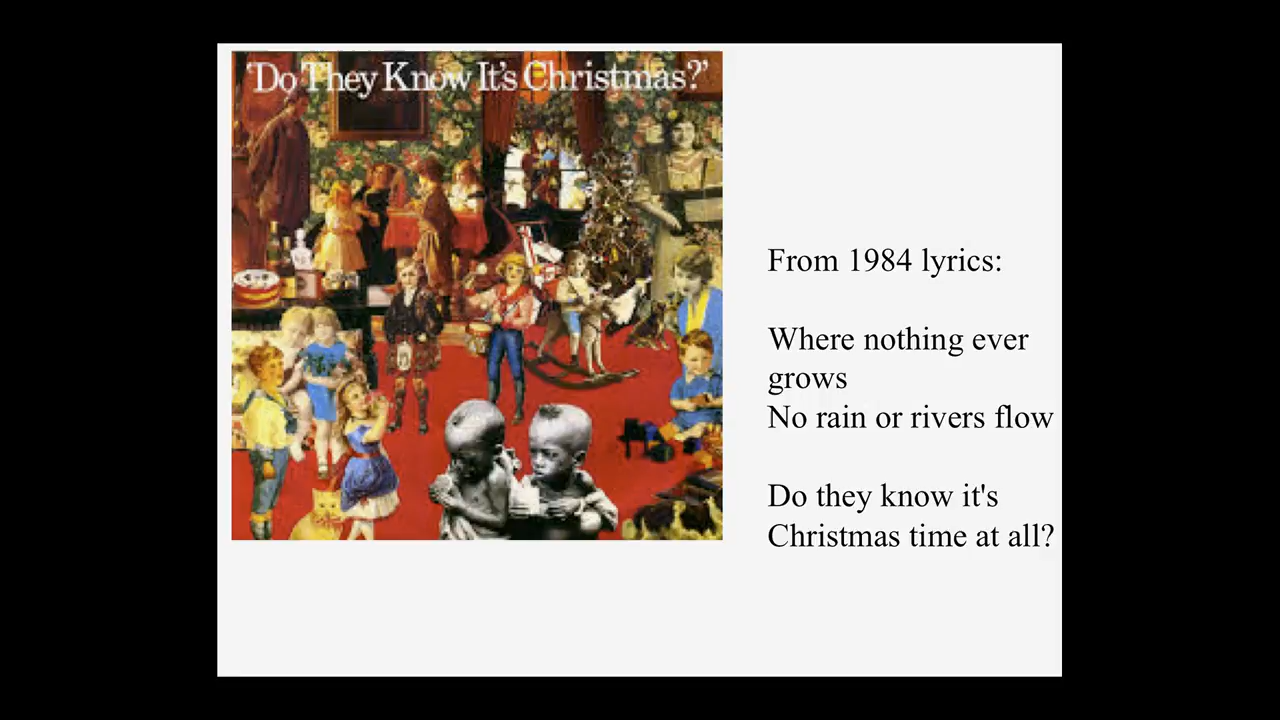 'Do They Know It's Christmas?'
From 1984 lyrics:
Where nothing ever
grows
No rain or rivers flow
Do they know it's
Christmas time at all?